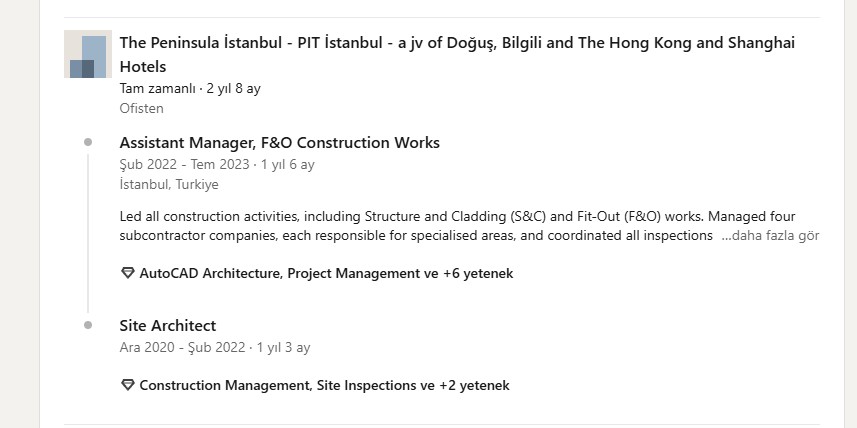 The Peninsula İstanbul - PIT İstanbul - a jv of Doğuş, Bilgili and The Hong Kong and Shanghai
Hotels
Tam zamanlı · 2 yıl 8 ay
Ofisten
Assistant Manager, F&O Construction Works
Şub 2022 - Tem 2023 · 1 yıl 6 ay
İstanbul, Turkiye
Led all construction activities, including Structure and Cladding (S&C) and Fit-Out (F&O) works. Managed four
subcontractor companies, each responsible for specialised areas, and coordinated all inspections ...daha fazla gör
AutoCAD Architecture, Project Management ve +6 yetenek
Site Architect
Ara 2020 - Şub 2022 · 1 yıl 3 ay
Construction Management, Site Inspections ve +2 yetenek